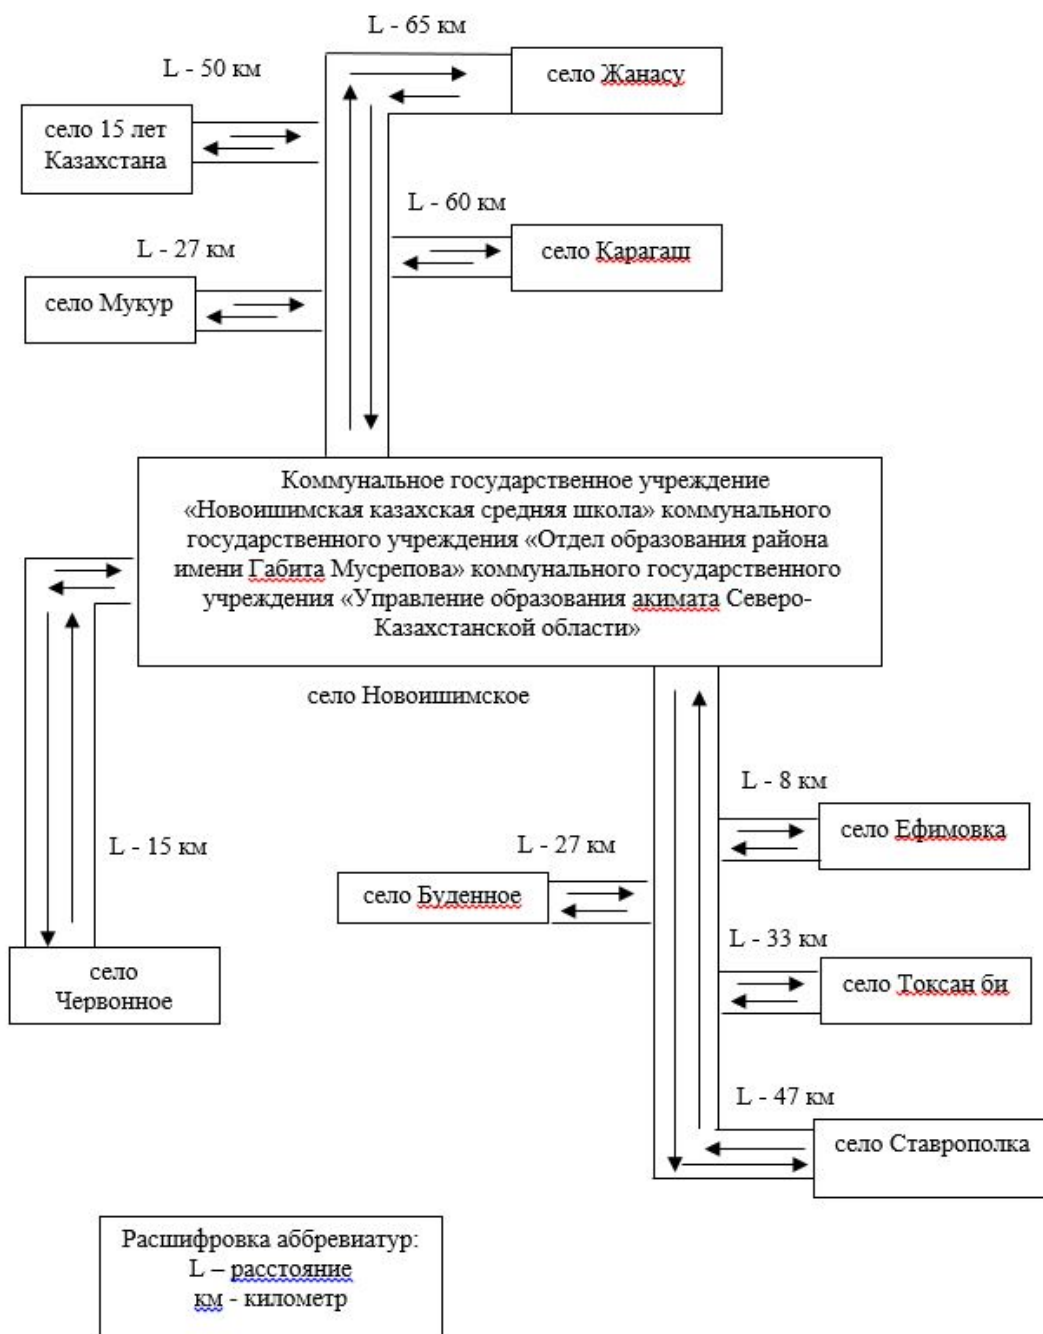 L - 65 км
L - 50 км
село Жанасу
село 15 лет
Казахстана
L - 60 км
L - 27 км
село Карагаш
село Мукур
Коммунальное государственное учреждение
«Новоишимская казахская средняя школа» коммунального
государственного учреждения «Отдел образования района
имени Габита Мусрепова» коммунального государственного
учреждения «Управление образования акимата Северо-
Казахстанской области»
село Новоишимское
L - 8 км
село Ефимовка
L - 15 км
L - 27 км
село Буденное
L - 33 км
село
Червонное
село Токсан би
L - 47 км
село Ставрополка
Расшифровка аббревиатур:
L – расстояние
км - километр